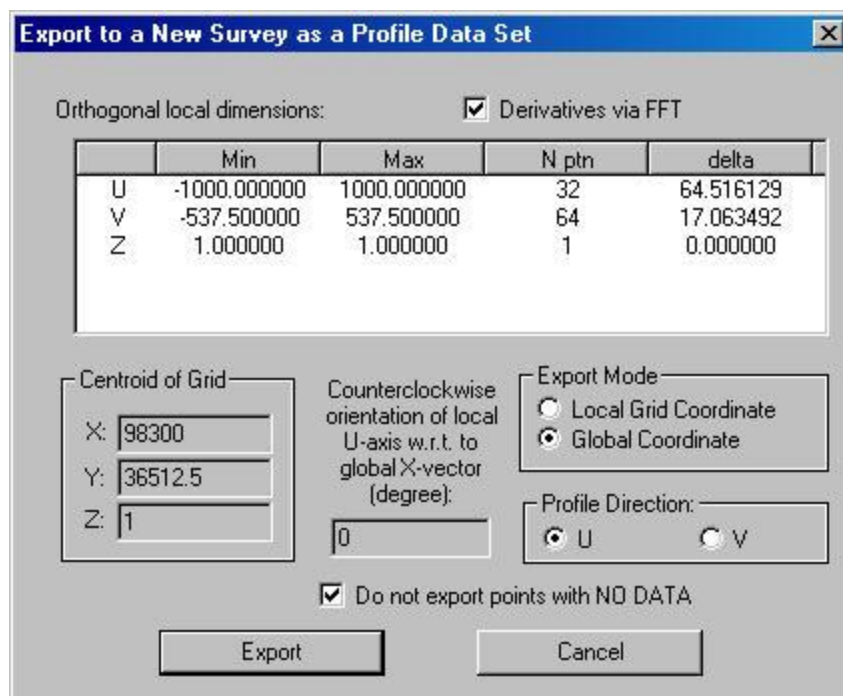 Export to a New Survey as a Profile Data Set
Orthogonal local dimensions:
Derivatives via FFT
Min Max N ptn delta
U -1000.000000 1000.000000 32 64.516129
V -537.500000 537.500000 64 17.063492
Z 1.000000 1.000000 1 0.000000
Centroid of Grid
X: 98300
Y: 36512.5
Z: 1
Counterclockwise
orientation of local
U-axis w.r.t. to
global X-vector
(degree):
0
Export Mode
Local Grid Coordinate
Global Coordinate
Profile Direction:
U V
Do not export points with NO DATA
Export Cancel